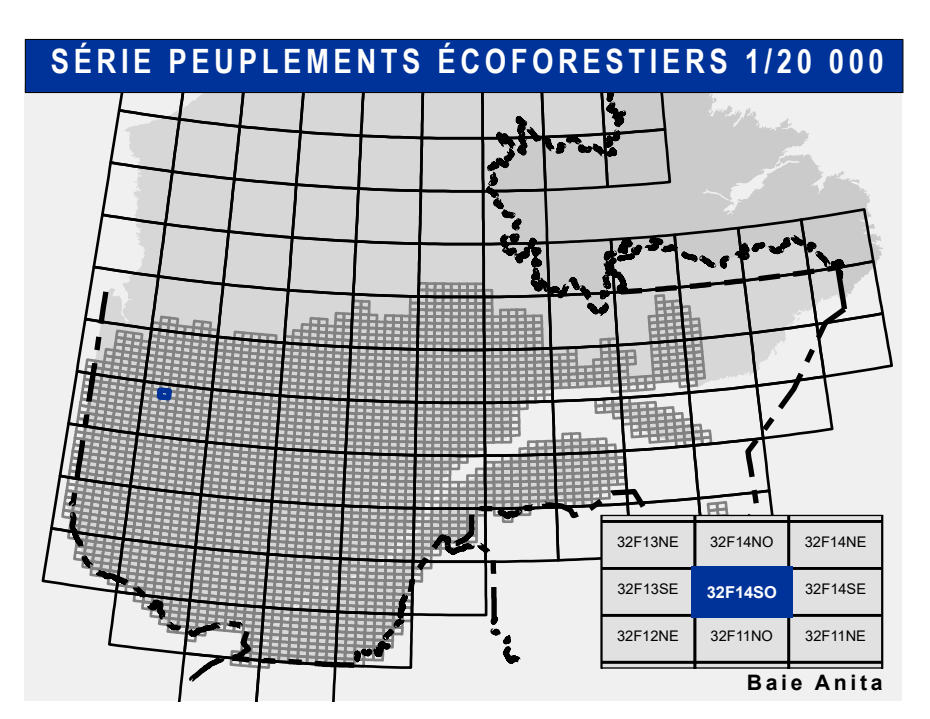 SÉRIE PEUPLEMENTS ÉCOFORESTIERS 1/20 000
32F13NE 32F14NO 32F14NE
32F13SE 32F14SO 32F14SE
32F12NE 32F11NO 32F11NE
Baie Anita